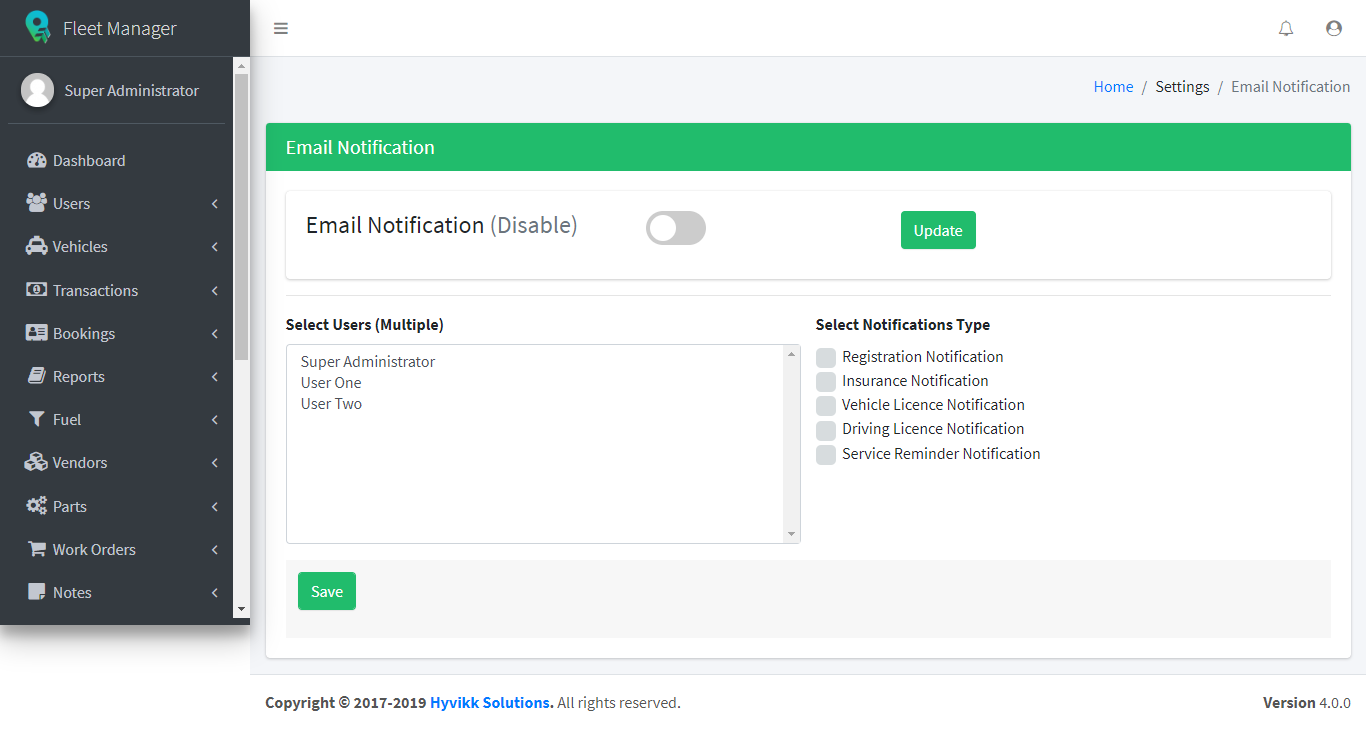 Fleet Manager
Super Administrator
Dashboard
Users
Vehicles
Transactions
Bookings
Reports
Fuel
Vendors
Parts
Work Orders
Notes
Home / Settings / Email Notification
Email Notification
Email Notification (Disable)
Update
Select Users (Multiple)
Super Administrator
User One
User Two
Select Notifications Type
Registration Notification
Insurance Notification
Vehicle Licence Notification
Driving Licence Notification
Service Reminder Notification
Save
Copyright © 2017-2019 Hyvikk Solutions. All rights reserved.
Version 4.0.0